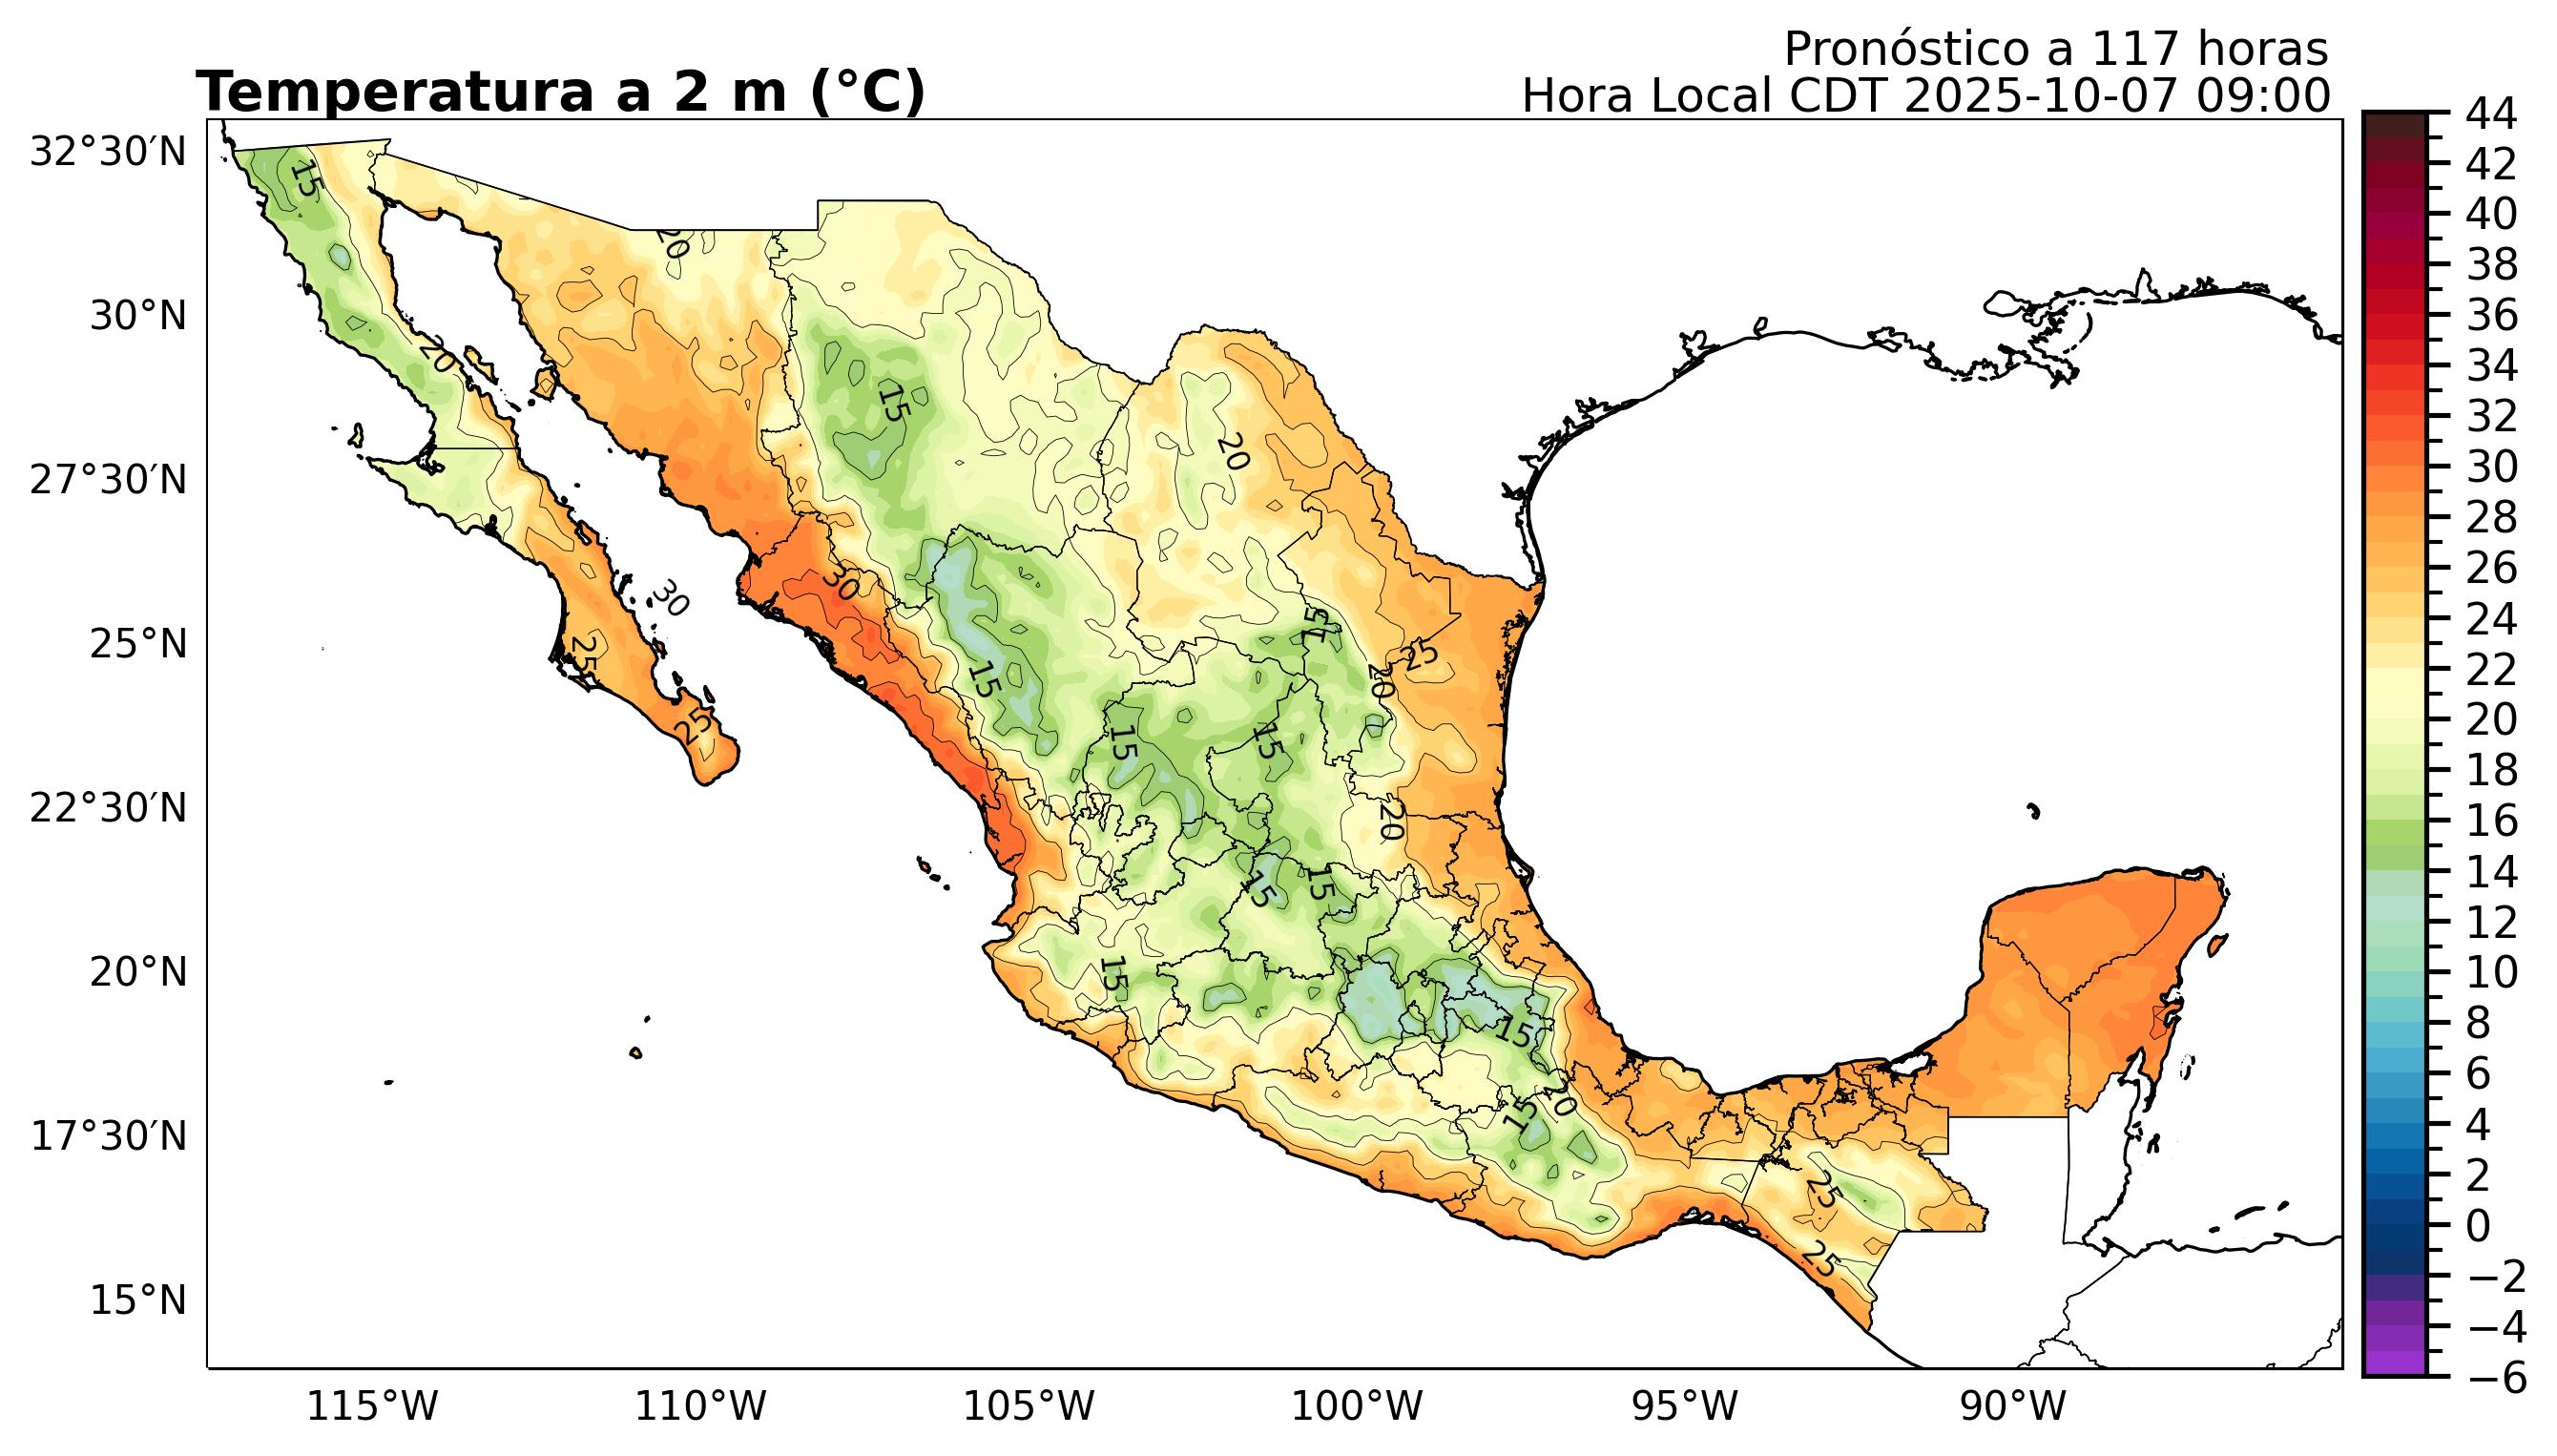 Pronóstico a 117 horas
Temperatura a 2 m (°C)
Hora Local CDT 2025-10-07 09:00
32°30′N
30°N
27°30′N
25°N
22°30′N
20°N
17°30′N
15°N
115°W
110°W
105°W
100°W
95°W
90°W
44
42
40
38
36
34
32
30
28
26
24
22
20
18
16
14
12
10
8
6
4
2
0
−2
−4
−6
15
20
20
15
20
30
30
15
25
25
20
15
25
15
15
20
15
15
15
15
20
15
25
25